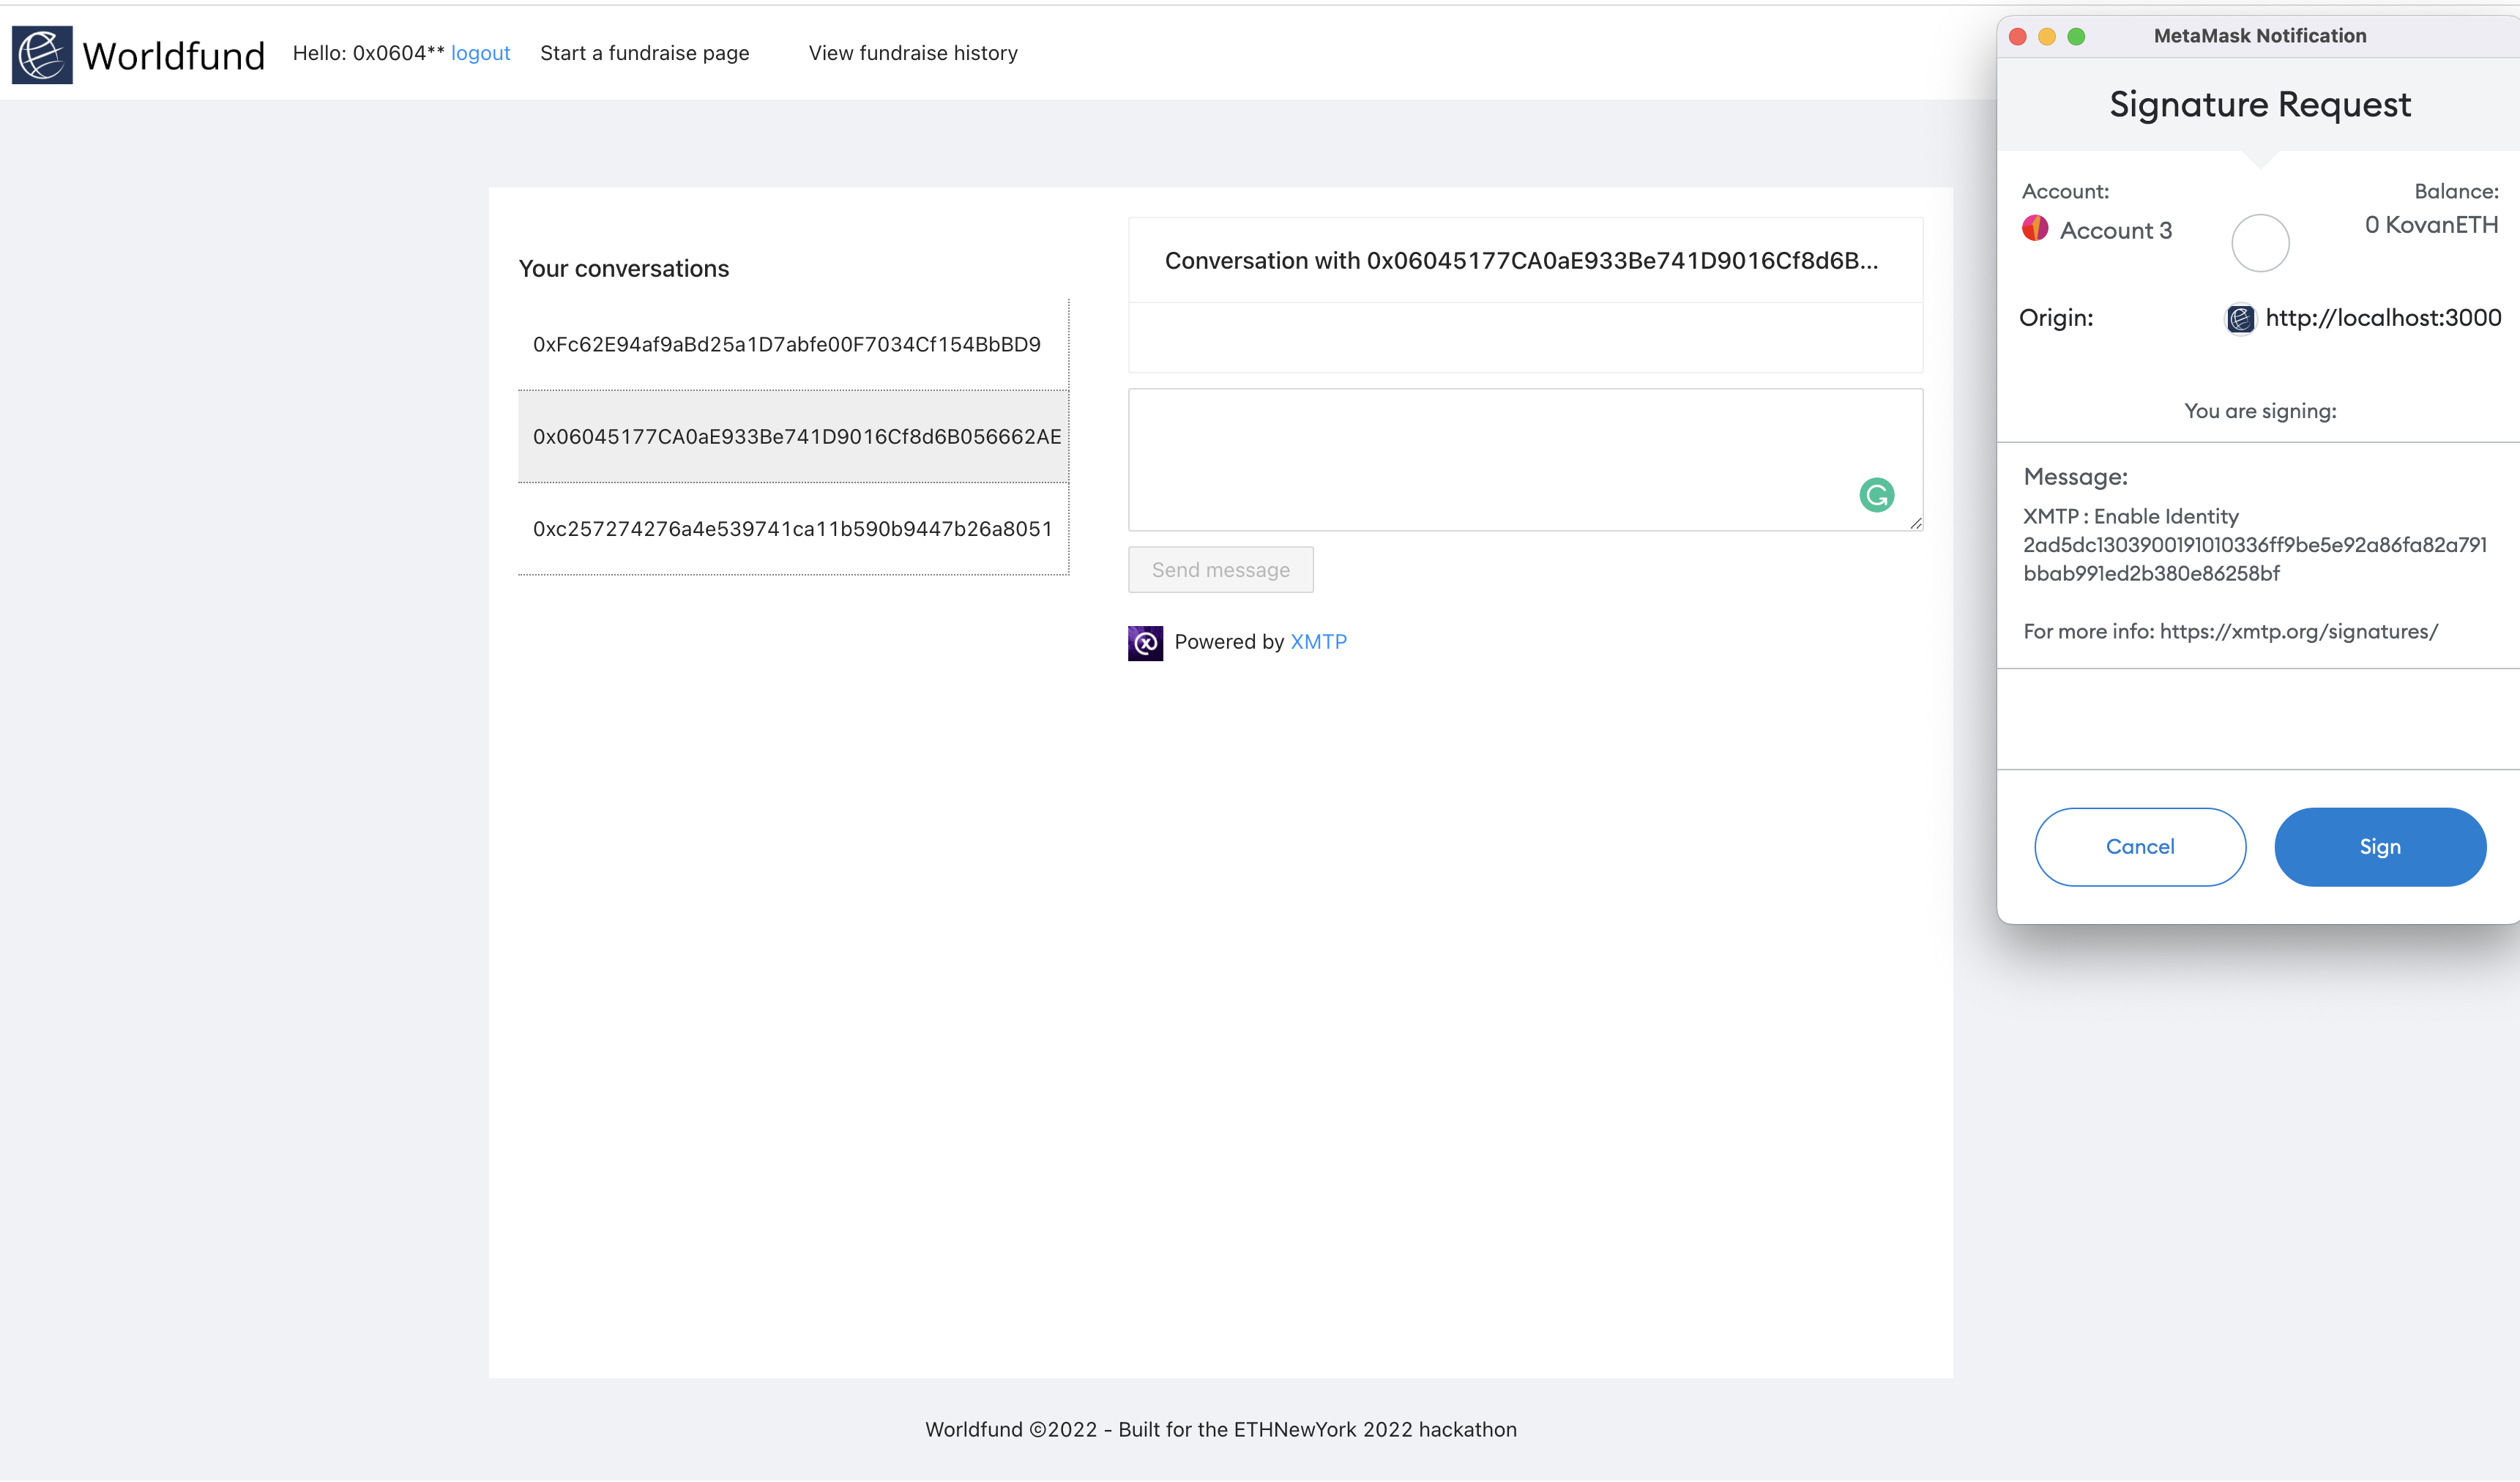 Worldfund
Hello: 0x0604** logout
Start a fundraise page
View fundraise history
Your conversations
0xFc62E94af9aBd25a1D7abfe00F7034Cf154BbBD9
0x06045177CA0aE933Be741D9016Cf8d6B056662AE
0xc257274276a4e539741ca11b590b9447b26a8051
Conversation with 0x06045177CA0aE933Be741D9016Cf8d6B...
Send message
Powered by XMTP
Worldfund ©2022 - Built for the ETHNewYork 2022 hackathon
MetaMask Notification
Signature Request
Account:
Balance:
Account 3
0 KovanETH
Origin:
http://localhost:3000
You are signing:
Message:
XMTP : Enable Identity
2ad5dc1303900191010336ff9be5e92a86fa82a791
bbab991ed2b380e86258bf
For more info: https://xmtp.org/signatures/
Cancel
Sign